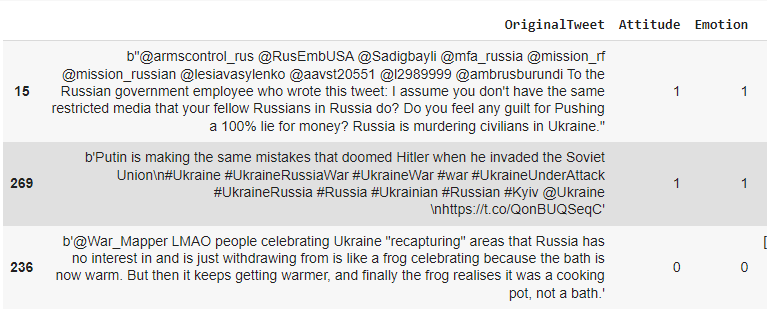 OriginalTweet Attitude Emotion
b"@armscontrol_rus @RusEmbUSA @Sadigbayli @mfa_russia @mission_rf
@mission_russian @lesiavasylenko @aavst20551 @l2989999 @ambrusburundi To the
15 Russian government employee who wrote this tweet: I assume you don't have the same 1 1
restricted media that your fellow Russians in Russia do? Do you feel any guilt for Pushing
a 100% lie for money? Russia is murdering civilians in Ukraine."
b'Putin is making the same mistakes that doomed Hitler when he invaded the Soviet
269 Union\n#Ukraine #UkraineRussiaWar #UkraineWar #war #UkraineUnderAttack 1 1
#UkraineRussia #Russia #Ukrainian #Russian #Kyiv @Ukraine
\nhttps://t.co/QonBUQSeqC'
b'@War_Mapper LMAO people celebrating Ukraine "recapturing" areas that Russia has [
236 no interest in and is just withdrawing from is like a frog celebrating because the bath is 0 0
now warm. But then it keeps getting warmer, and finally the frog realises it was a cooking
pot, not a bath.'